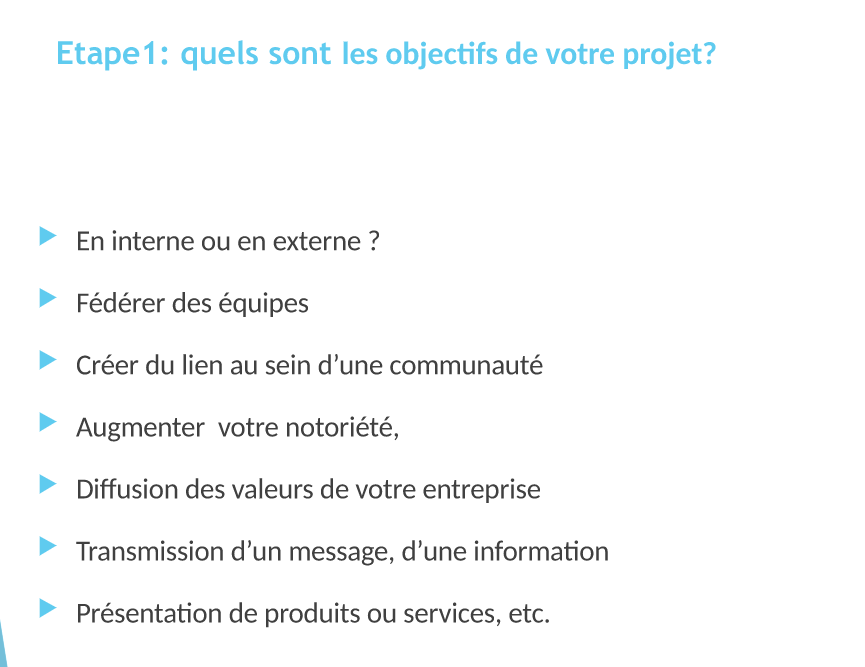 Etape1: quels sont les objectifs de votre projet?
En interne ou en externe ?
Fédérer des équipes
Créer du lien au sein d’une communauté
Augmenter  votre notoriété,
Diffusion des valeurs de votre entreprise
Transmission d’un message, d’une information
Présentation de produits ou services, etc.